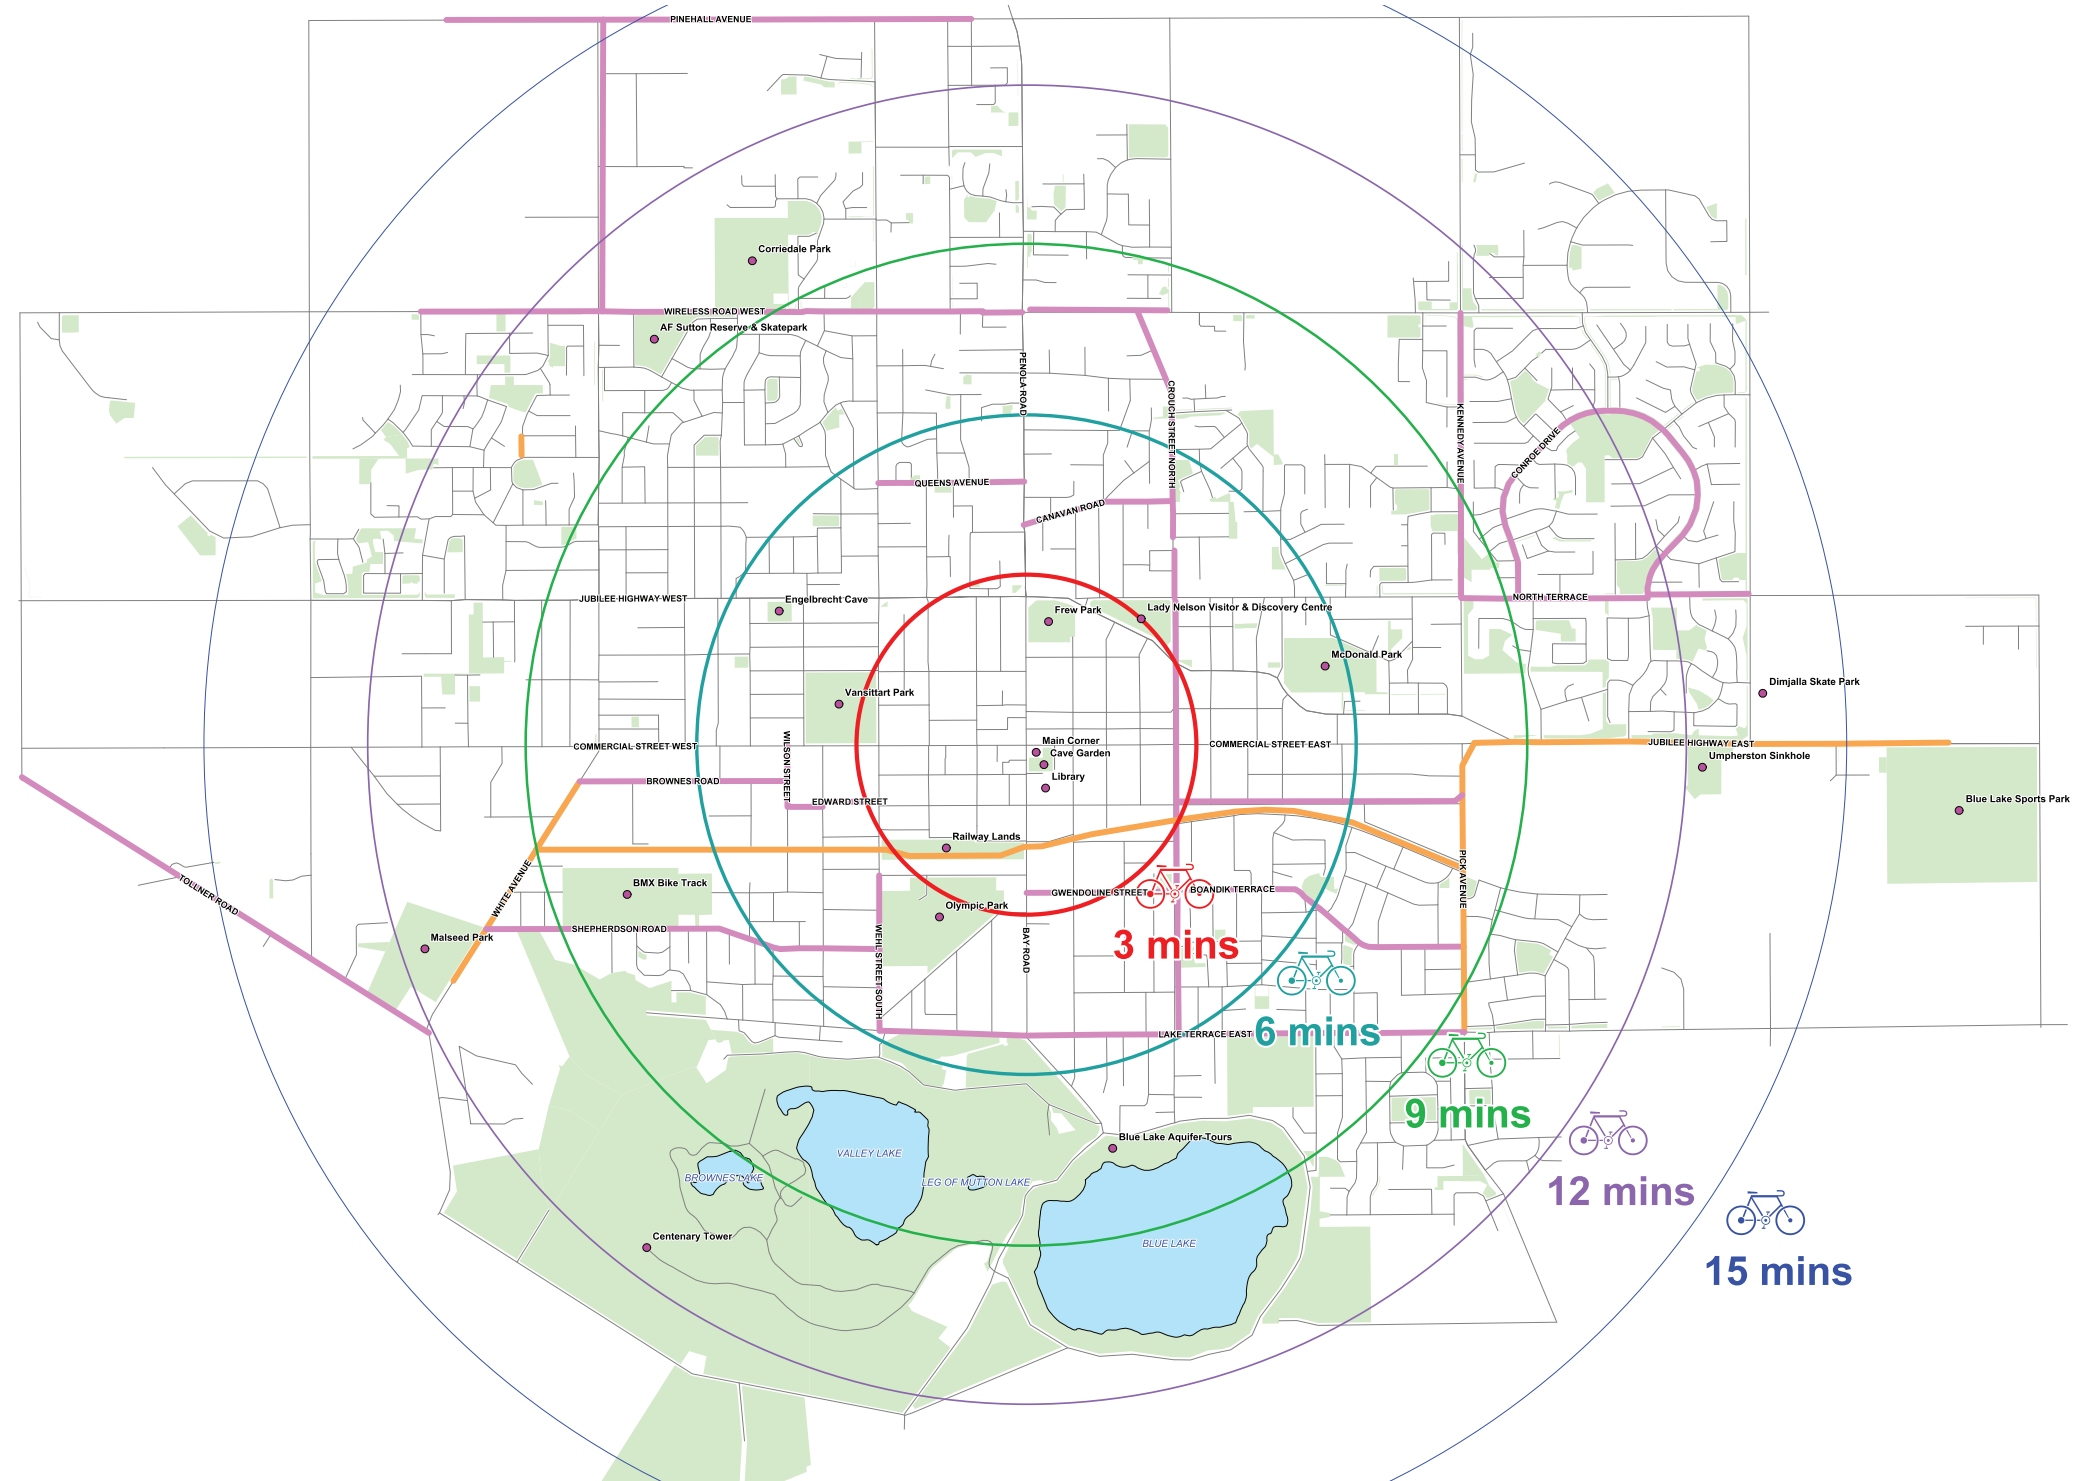 PINEHALL AVENUE
Corriedale Park
WIRELESS ROAD WEST
AF Sutton Reserve & Skatepark
PENOLA ROAD
CROUCH STREET NORTH
KENNEDY AVENUE
CONROE DRIVE
QUEENS AVENUE
CANAVAN ROAD
JUBILEE HIGHWAY WEST
Engelbrecht Cave
Frew Park
Lady Nelson Visitor & Discovery Centre
NORTH TERRACE
McDonald Park
Vansittart Park
Dimjalla Skate Park
COMMERCIAL STREET WEST
WILSON STREET
Main Corner
Cave Garden
Library
COMMERCIAL STREET EAST
JUBILEE HIGHWAY EAST
Umpherston Sinkhole
BROWNES ROAD
EDWARD STREET
Blue Lake Sports Park
Railway Lands
TOLLNER ROAD
WHITE AVENUE
BMX Bike Track
GWENDOLINE STREET
BOANDIK TERRACE
PICK AVENUE
Olympic Park
Malseed Park
SHEPHERDSON ROAD
WEHL STREET SOUTH
BAY ROAD
3 mins
LAKE TERRACE EAST
6 mins
9 mins
Blue Lake Aquifer Tours
VALLEY LAKE
BROWNES LAKE
LEG OF MUTTON LAKE
12 mins
Centenary Tower
BLUE LAKE
15 mins